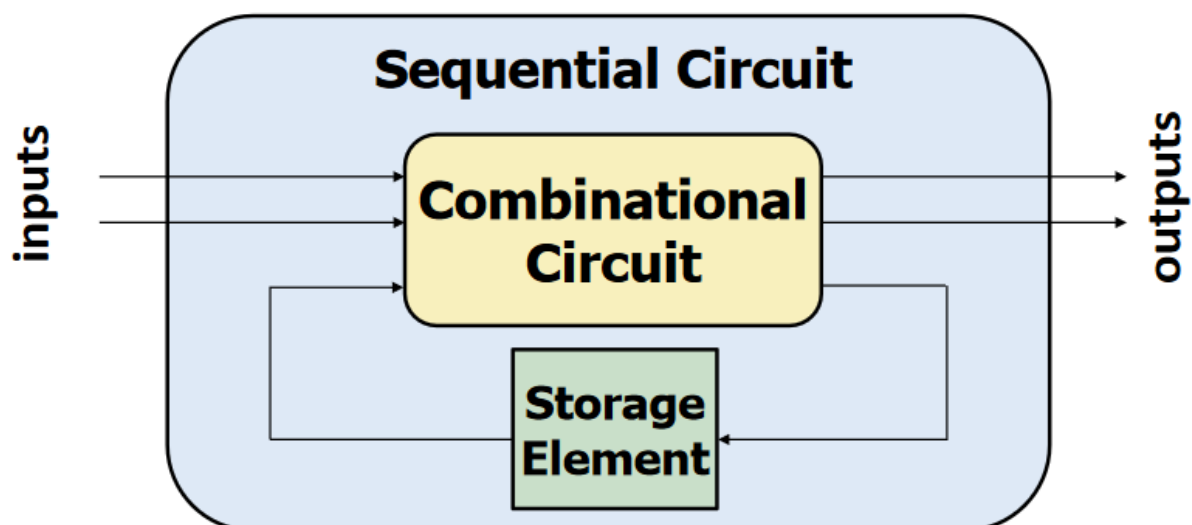 Sequential Circuit
inputs
Combinational
Circuit
outputs
Storage
Element